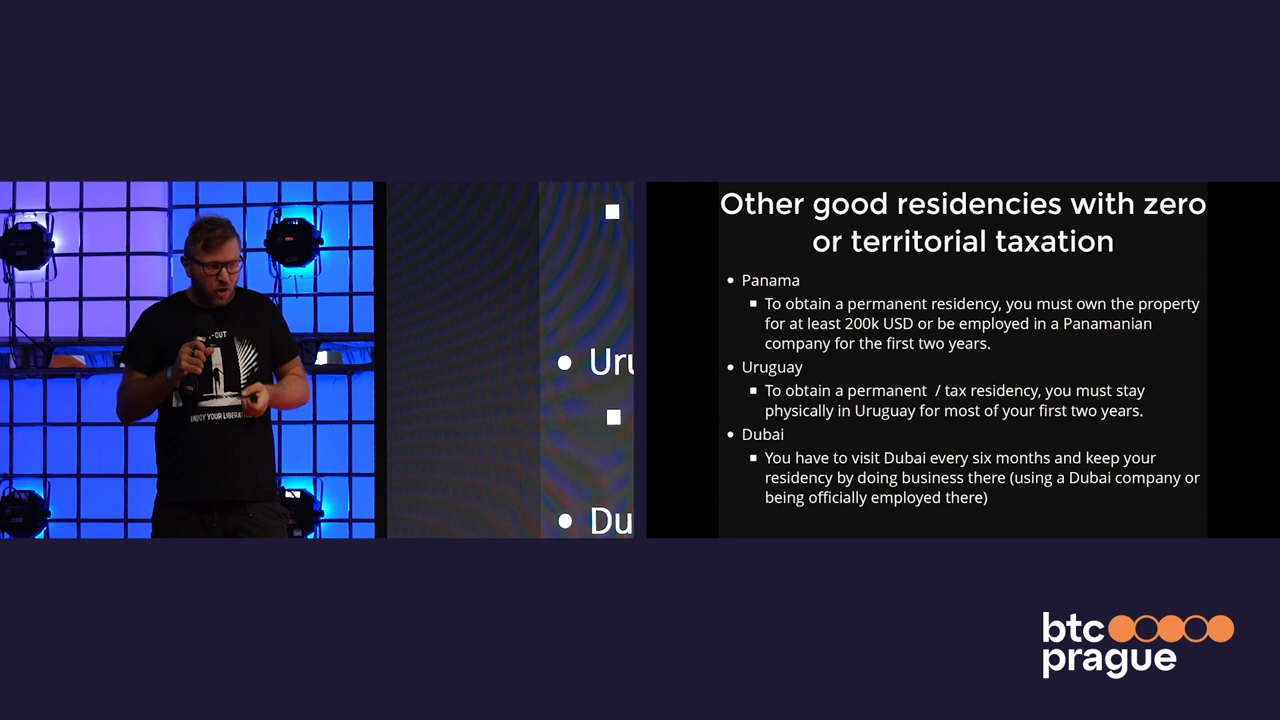 -OUT
ENJOY YOUR LIBERAT
Uru
Du
Other good residencies with zero
or territorial taxation
• Panama
▪ To obtain a permanent residency, you must own the property
for at least 200k USD or be employed in a Panamanian
company for the first two years.
• Uruguay
▪ To obtain a permanent / tax residency, you must stay
physically in Uruguay for most of your first two years.
• Dubai
▪ You have to visit Dubai every six months and keep your
residency by doing business there (using a Dubai company or
being officially employed there)
btc
prague